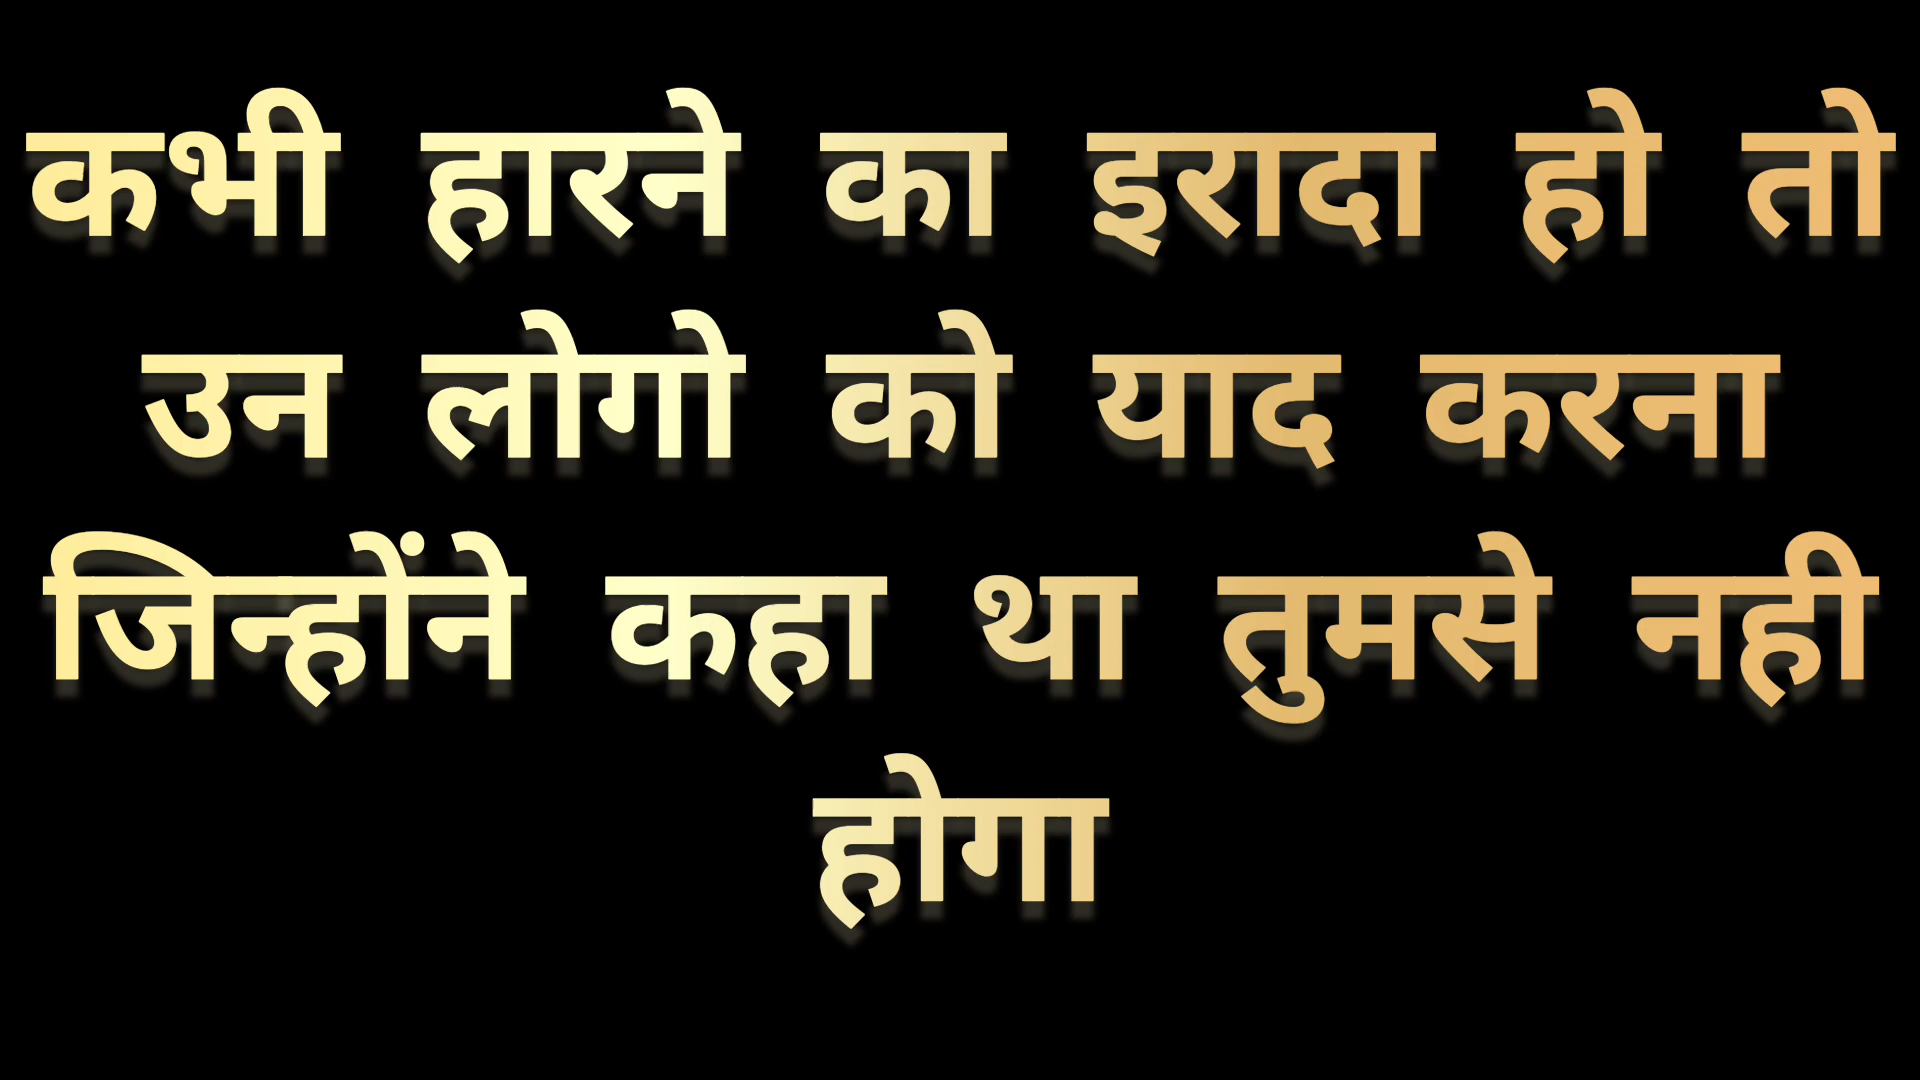 कभी हारने का इरादा हो तो
उन लोगो को याद करना
जिन्होंने कहा था तुमसे नही
होगा